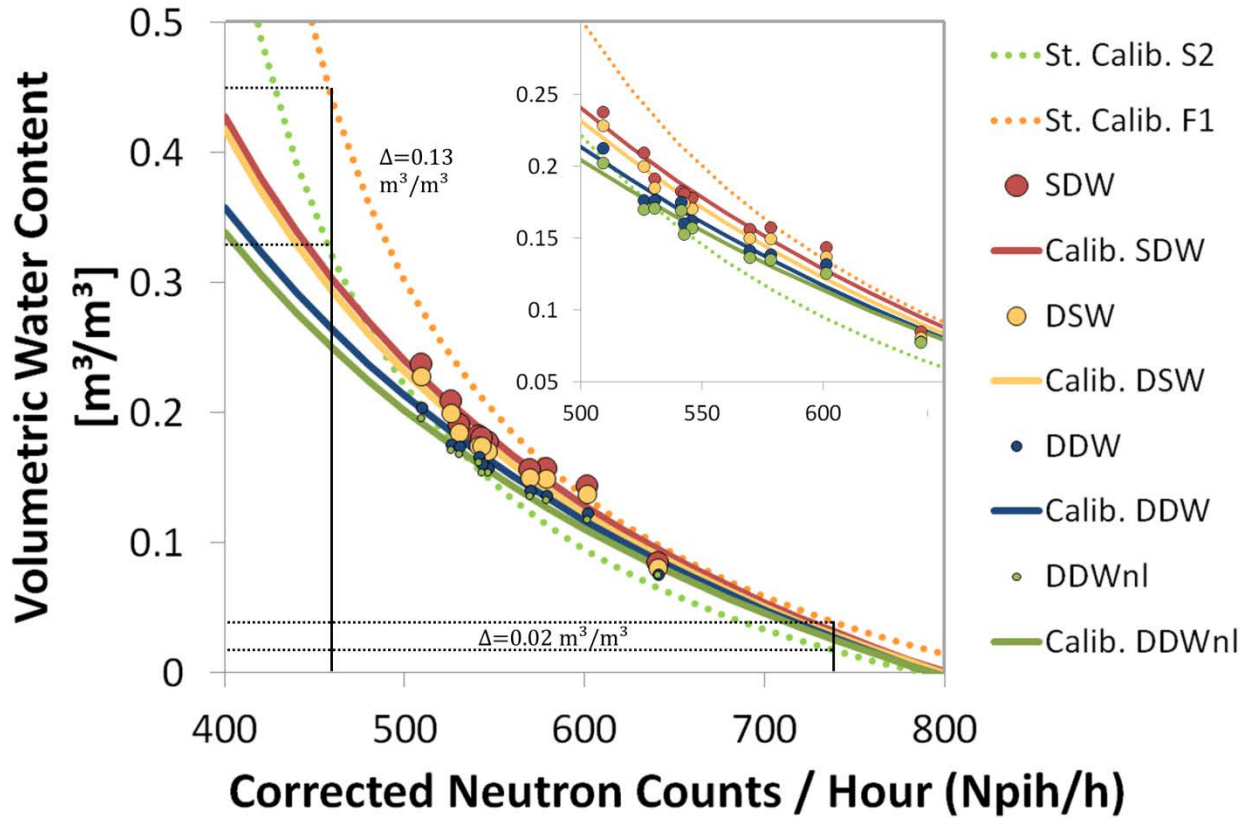 Volumetric Water Content
[m³/m³]
0.5
0.4
0.3
0.2
0.1
0
400
500
600
700
800
Corrected Neutron Counts / Hour (Npih/h)
Δ=0.13
m³/m³
Δ=0.02 m³/m³
0.25
0.2
0.15
0.1
0.05
500
550
600
St. Calib. S2
St. Calib. F1
SDW
Calib. SDW
DSW
Calib. DSW
DDW
Calib. DDW
DDWnl
Calib. DDWnl